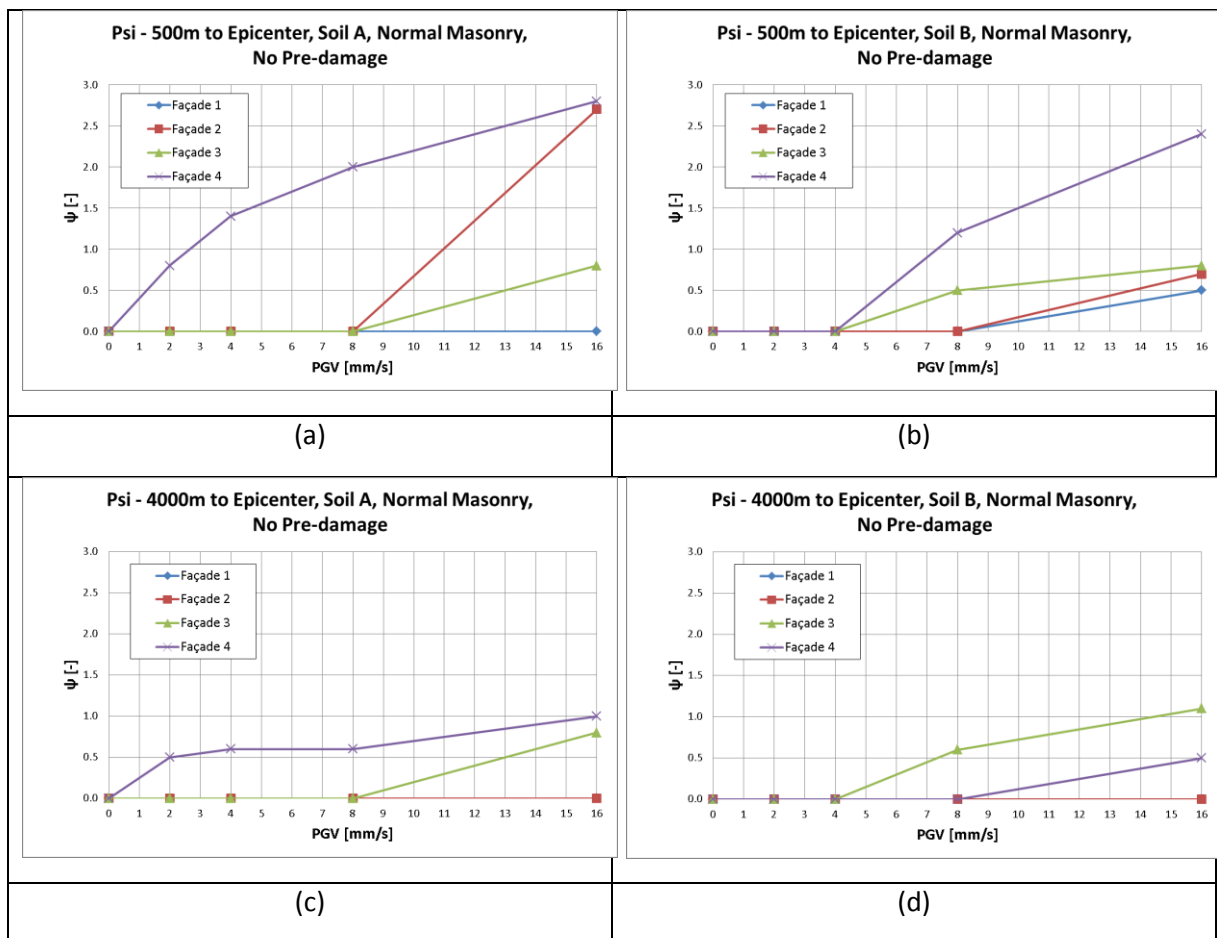 Psi - 500m to Epicenter, Soil A, Normal Masonry,
No Pre-damage
3.0
2.5
2.0
1.5
1.0
0.5
0.0
ψ [-]
Façade 1
Façade 2
Façade 3
Façade 4
0 1 2 3 4 5 6 7 8 9 10 11 12 13 14 15 16
PGV [mm/s]
(a)
Psi - 500m to Epicenter, Soil B, Normal Masonry,
No Pre-damage
3.0
2.5
2.0
1.5
1.0
0.5
0.0
ψ [-]
Façade 1
Façade 2
Façade 3
Façade 4
0 1 2 3 4 5 6 7 8 9 10 11 12 13 14 15 16
PGV [mm/s]
(b)
Psi - 4000m to Epicenter, Soil A, Normal Masonry,
No Pre-damage
3.0
2.5
2.0
1.5
1.0
0.5
0.0
ψ [-]
Façade 1
Façade 2
Façade 3
Façade 4
0 1 2 3 4 5 6 7 8 9 10 11 12 13 14 15 16
PGV [mm/s]
(c)
Psi - 4000m to Epicenter, Soil B, Normal Masonry,
No Pre-damage
3.0
2.5
2.0
1.5
1.0
0.5
0.0
ψ [-]
Façade 1
Façade 2
Façade 3
Façade 4
0 1 2 3 4 5 6 7 8 9 10 11 12 13 14 15 16
PGV [mm/s]
(d)